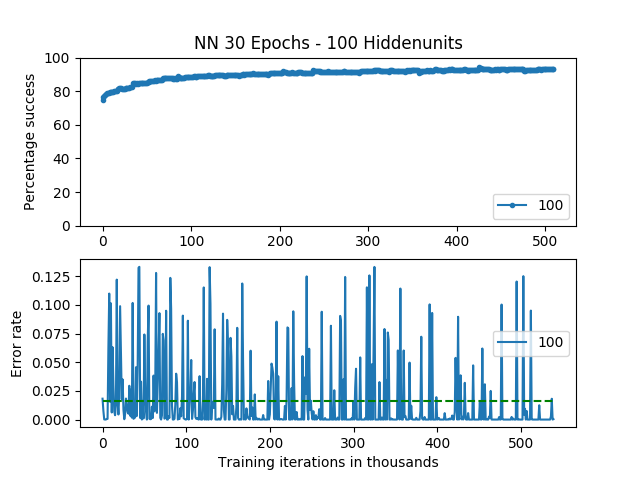 NN 30 Epochs - 100 Hiddenunits
100
80
60
40
20
0
Percentage success
100
0 100 200 300 400 500
0.125
0.100
0.075
0.050
0.025
0.000
Error rate
100
0 100 200 300 400 500
Training iterations in thousands